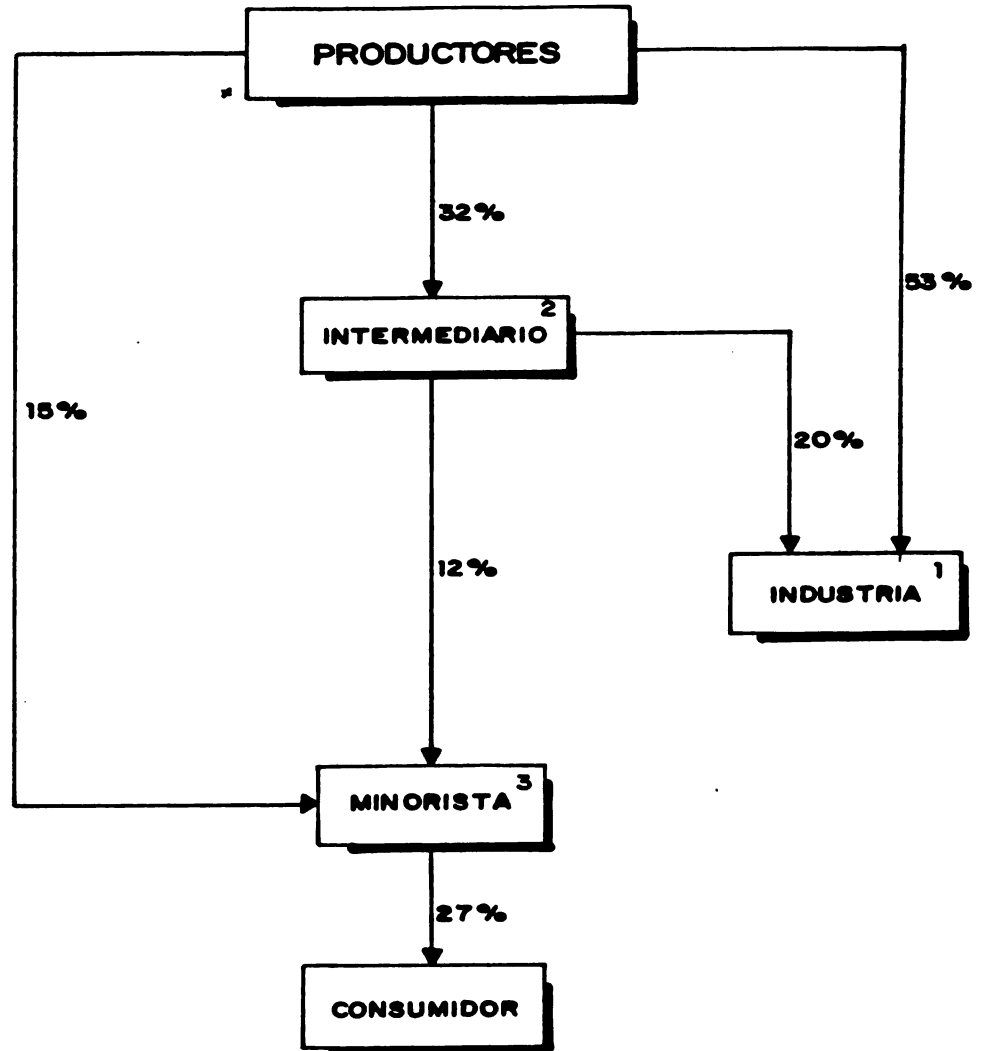 PRODUCTORES
32%
53%
INTERMEDIARIO 2
15%
20%
12%
INDUSTRIA 1
MINORISTA 3
27%
CONSUMIDOR